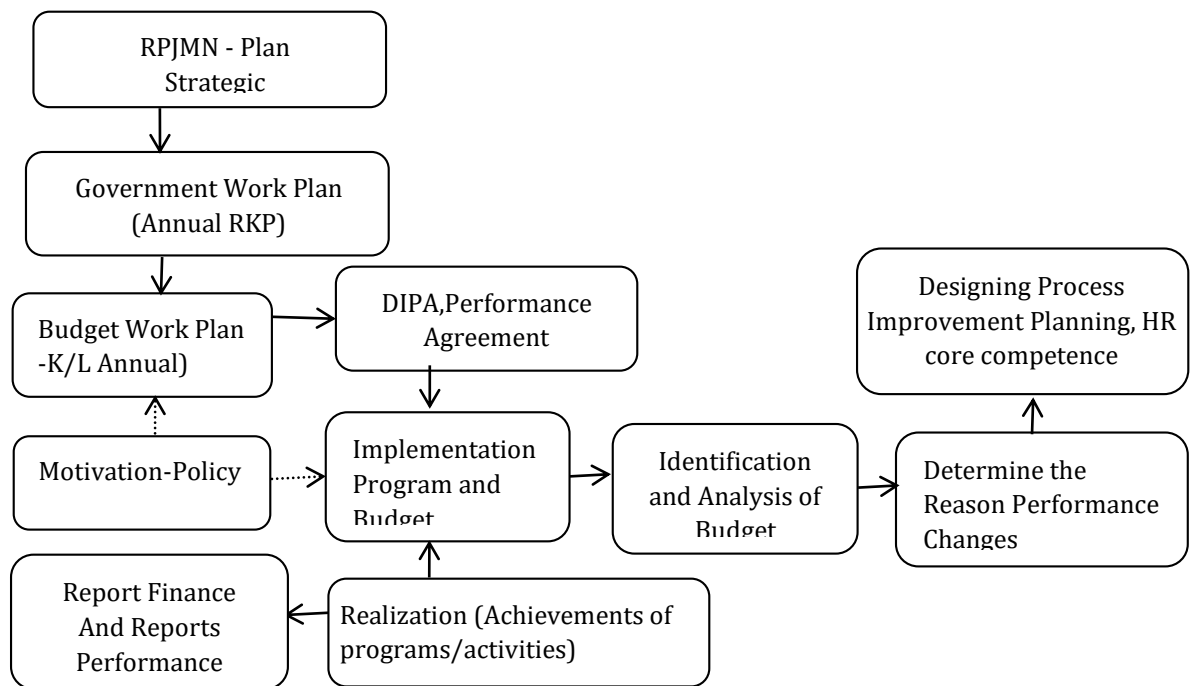 RPJMN - Plan
Strategic
Government Work Plan
(Annual RKP)
Budget Work Plan
-K/L Annual)
DIPA,Performance
Agreement
Designing Process
Improvement Planning, HR
core competence
Motivation-Policy
Implementation
Program and
Budget
Identification
and Analysis of
Budget
Determine the
Reason Performance
Changes
Report Finance
And Reports
Performance
Realization (Achievements of
programs/activities)